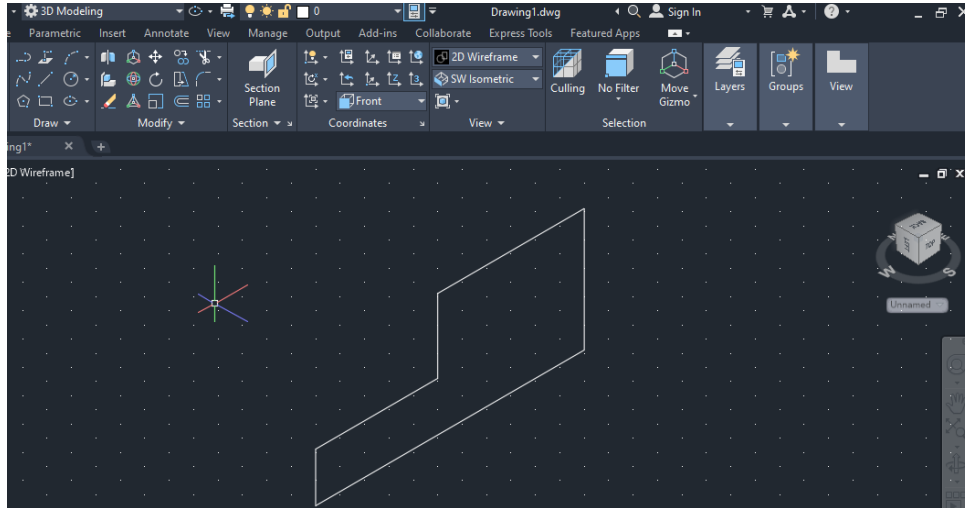 3D Modeling 0 Drawing1.dwg Sign In
Parametric Insert Annotate View Manage Output Add-ins Collaborate Express Tools Featured Apps
2D Wireframe
SW Isometric
Section
Plane
Front
Culling No Filter Move
Gizmo
Layers Groups View
Draw Modify Section Coordinates View Selection
ing1*
2D Wireframe]
W S
Unnamed